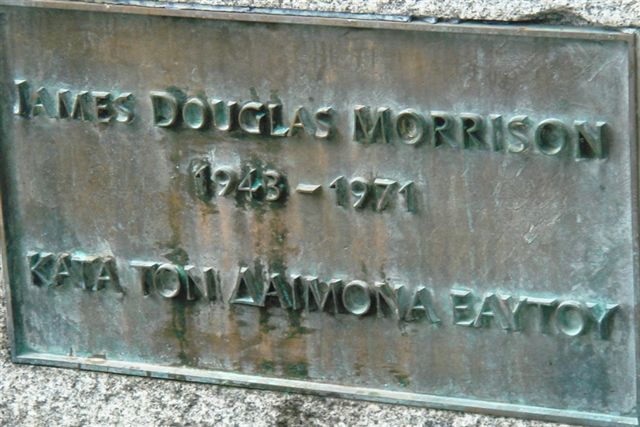 JAMES DOUGLAS MORRISON
1943 – 1971
ΚΑΤΑ ΤΟΝ ΔΑΙΜΟΝΑ ΕΑΥΤΟΥ